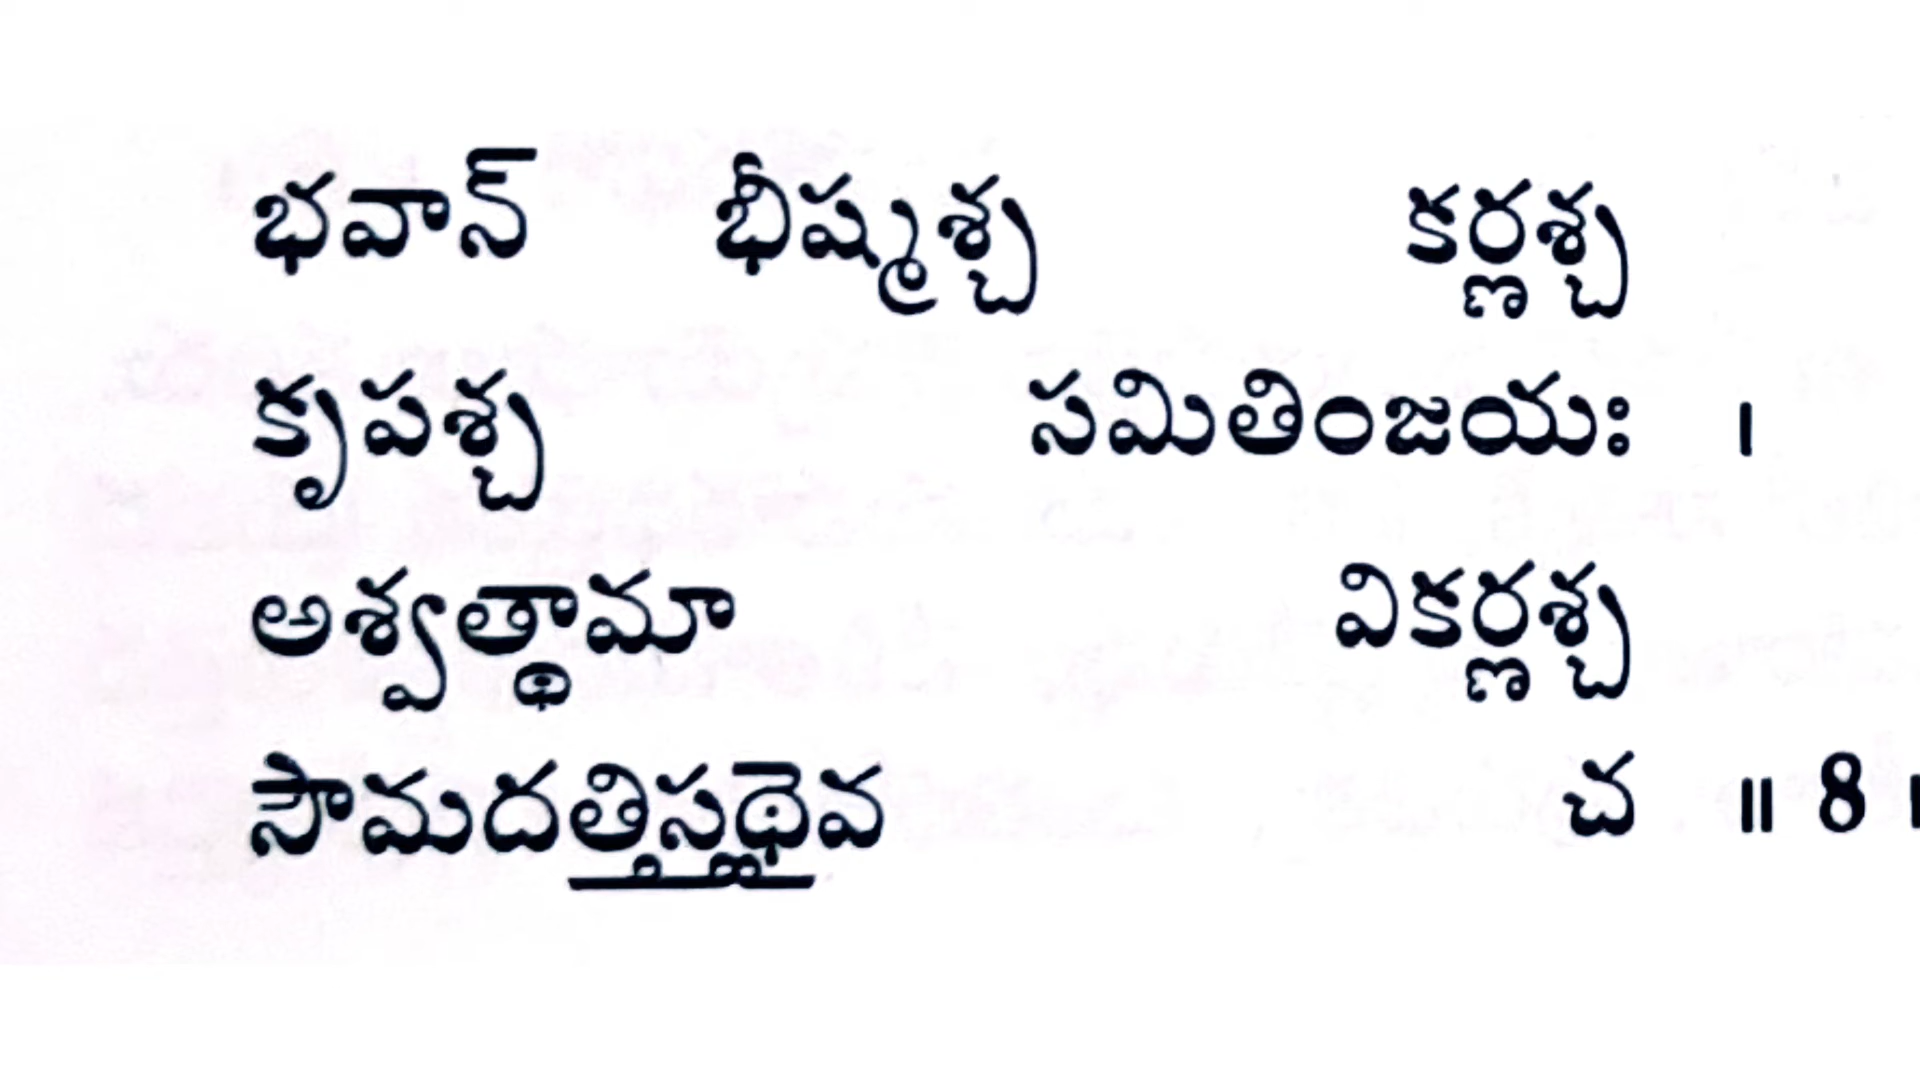 భవాన్ భీష్మశ్చ కర్ణశ్చ
కృపశ్చ సమితింజయః ।
అశ్వత్థామా వికర్ణశ్చ
సౌమదత్తిస్తథైవ చ ॥ 8 ।